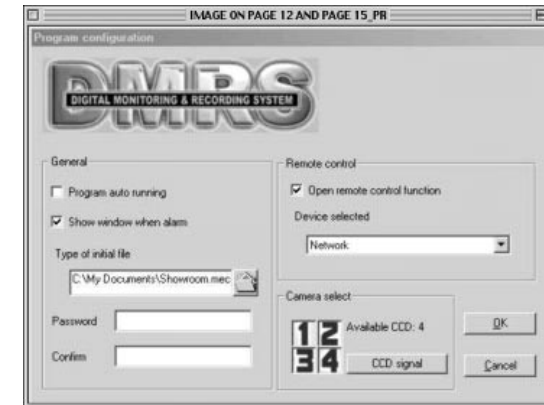 IMAGE ON PAGE 12 AND PAGE 15_PR
Program configuration
DMRS
DIGITAL MONITORING & RECORDING SYSTEM
General
Program auto running
Show window when alarm
Type of initial file
C:\My Documents\Showroom.mec
Password
Confirm
Remote control
Open remote control function
Device selected
Network
Camera select
1 2
3 4
Available CCD: 4
CCD signal
OK
Cancel